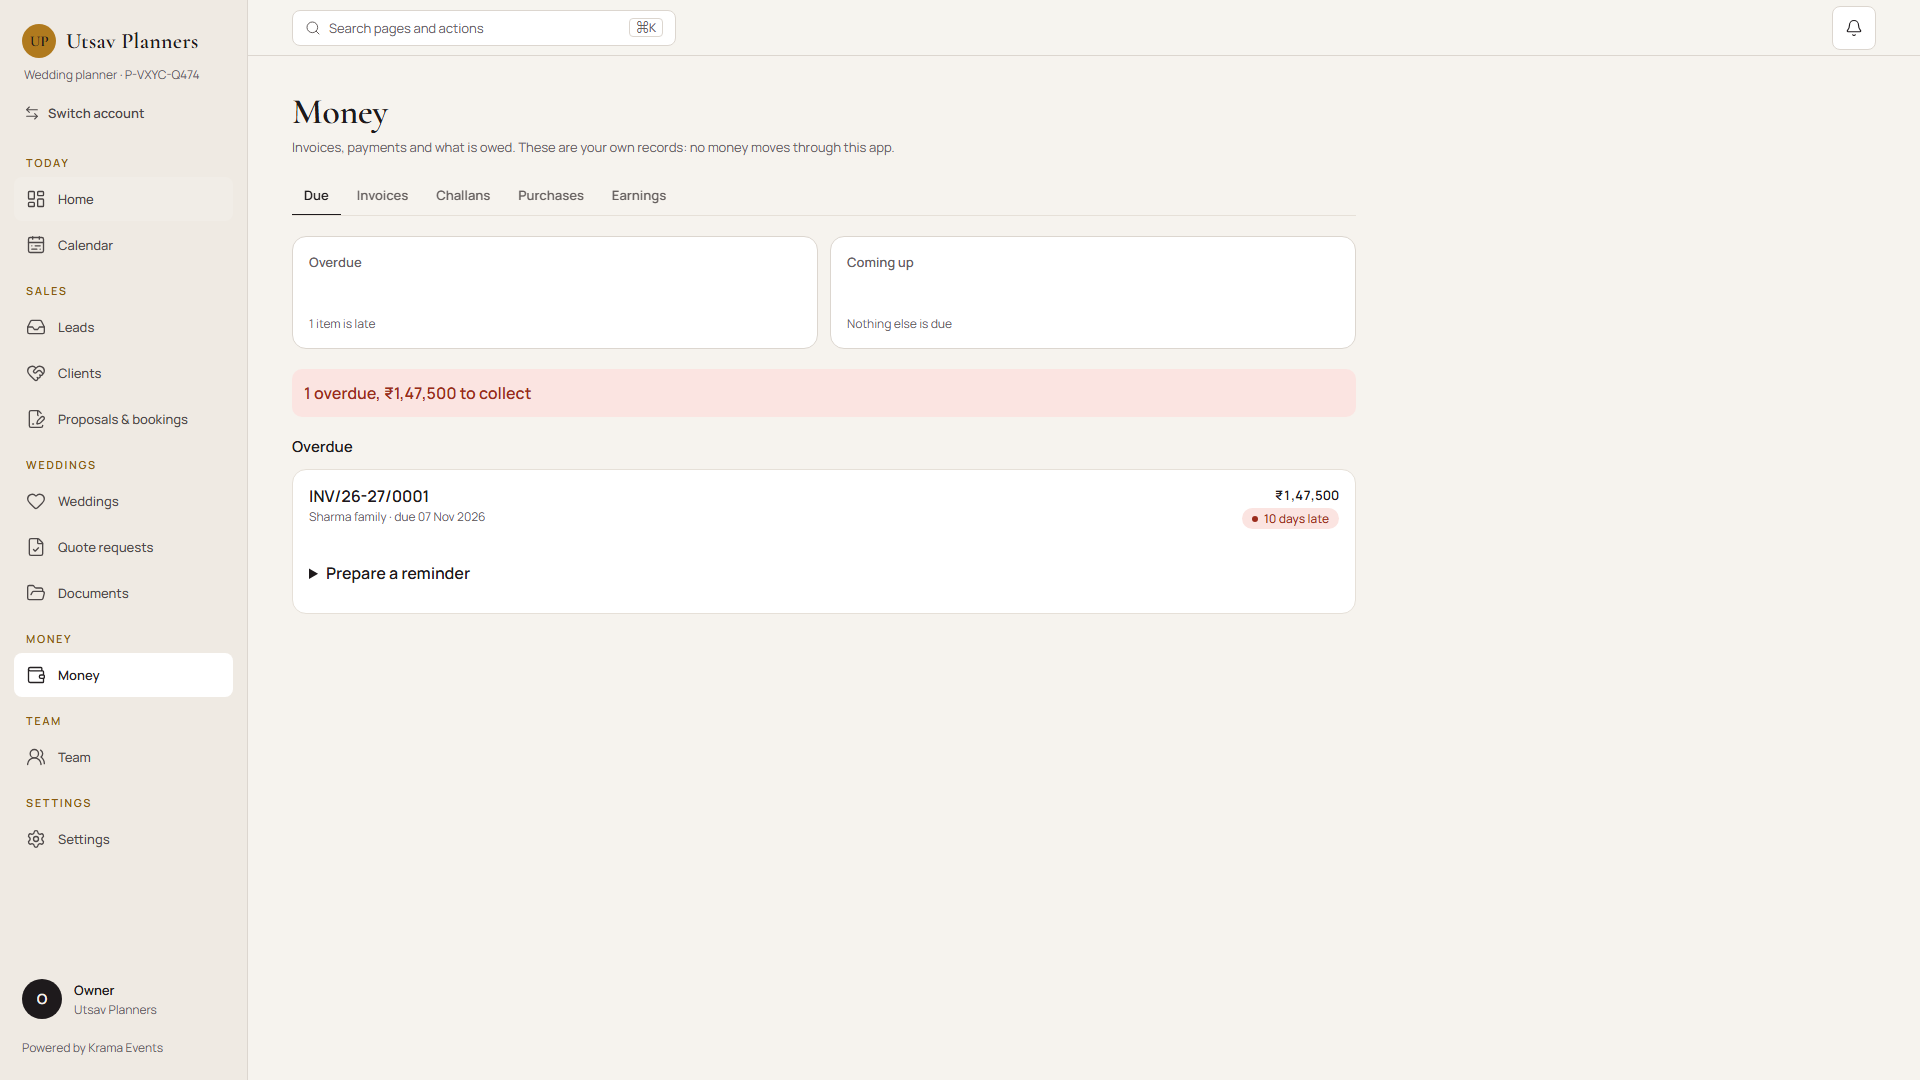 UP Utsav Planners
Wedding planner · P-VXYC-Q474
Switch account
TODAY
Home
Calendar
SALES
Leads
Clients
Proposals & bookings
WEDDINGS
Weddings
Quote requests
Documents
MONEY
Money
TEAM
Team
SETTINGS
Settings
O
Owner
Utsav Planners
Powered by Krama Events
Search pages and actions ⌘K
Money
Invoices, payments and what is owed. These are your own records: no money moves through this app.
Due Invoices Challans Purchases Earnings
Overdue
1 item is late
Coming up
Nothing else is due
1 overdue, ₹1,47,500 to collect
Overdue
INV/26-27/0001 ₹1,47,500
Sharma family · due 07 Nov 2026 10 days late
Prepare a reminder